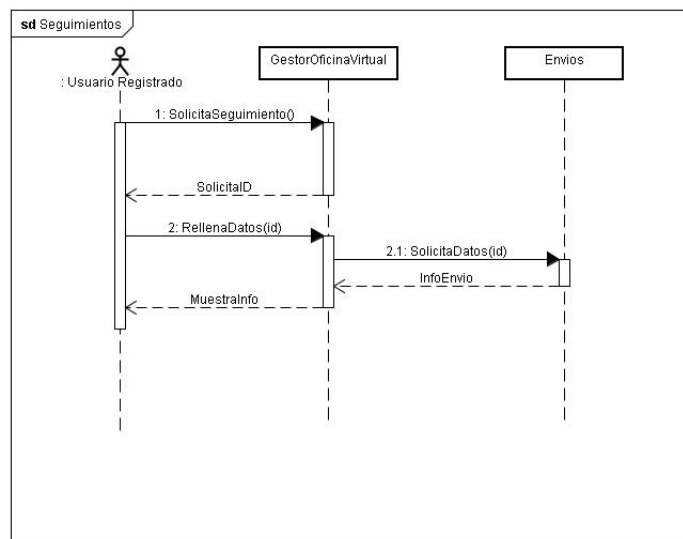 sd Seguimientos
: Usuario Registrado
GestorOficinaVirtual
Envios
1: SolicitaSeguimiento()
SolicitaID
2: RellenaDatos(id)
2.1: SolicitaDatos(id)
InfoEnvio
MuestraInfo